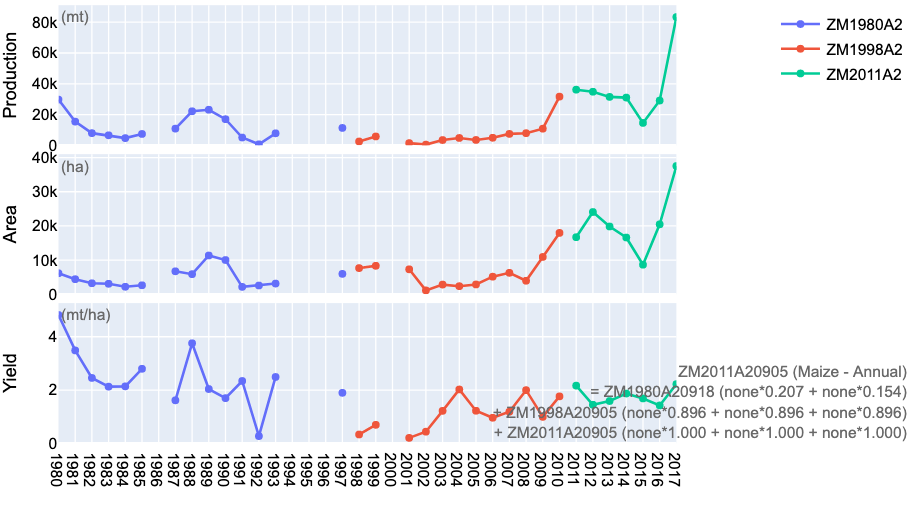 (mt)
80k
60k
40k
20k
0
Production
ZM1980A2
ZM1998A2
ZM2011A2
(ha)
40k
30k
20k
10k
0
Area
(mt/ha)
4
2
0
Yield
ZM2011A20905 (Maize - Annual)
= ZM1980A20918 (none*0.207 + none*0.154)
+ ZM1998A20905 (none*0.896 + none*0.896 + none*0.896)
+ ZM2011A20905 (none*1.000 + none*1.000 + none*1.000)
1980
1981
1982
1983
1984
1985
1986
1987
1988
1989
1990
1991
1992
1993
1994
1995
1996
1997
1998
1999
2000
2001
2002
2003
2004
2005
2006
2007
2008
2009
2010
2011
2012
2013
2014
2015
2016
2017